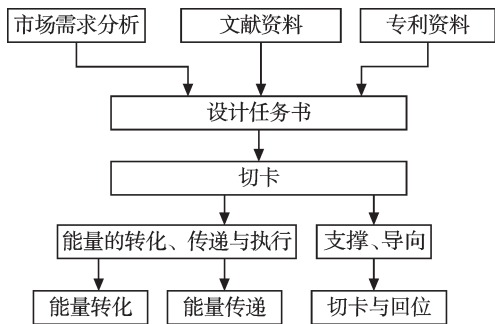 市场需求分析
文献资料
专利资料
设计任务书
切卡
能量的转化、传递与执行
支撑、导向
能量转化
能量传递
切卡与回位